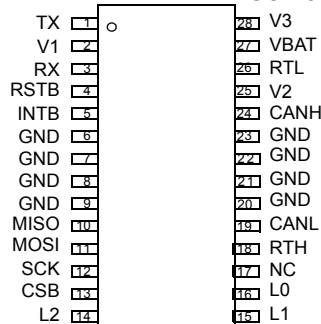 TX 1 28 V3
V1 2 27 VBAT
RX 3 26 RTL
RSTB 4 25 V2
INTB 5 24 CANH
GND 6 23 GND
GND 7 22 GND
GND 8 21 GND
GND 9 20 GND
MISO 10 19 CANL
MOSI 11 18 RTH
SCK 12 17 NC
CSB 13 16 L0
L2 14 15 L1